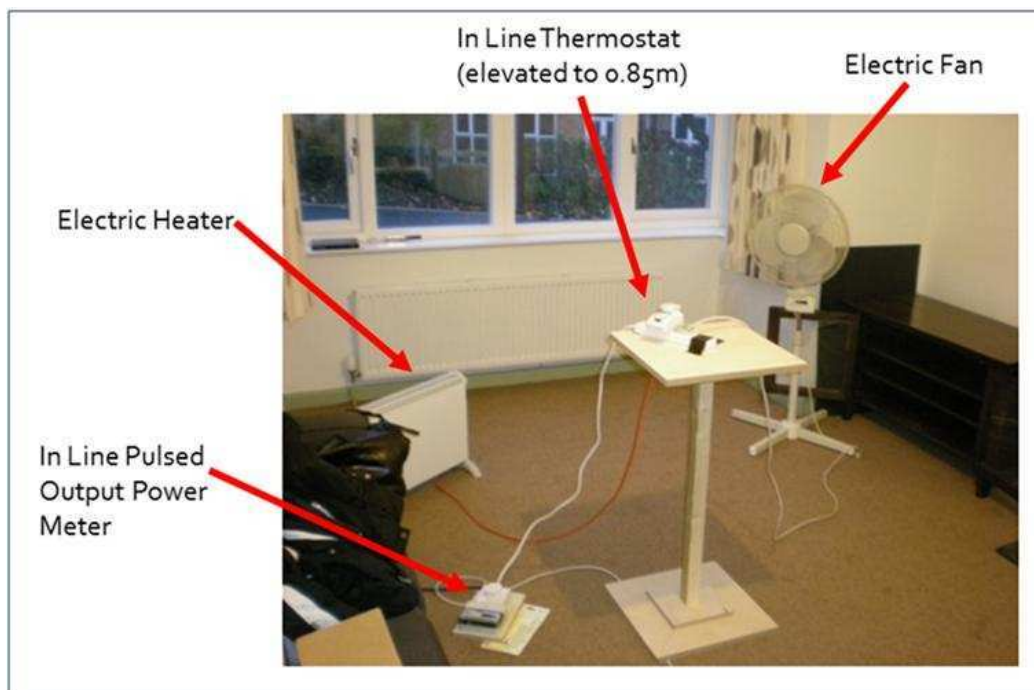 In Line Thermostat
(elevated to 0.85m)
Electric Fan
Electric Heater
In Line Pulsed
Output Power
Meter